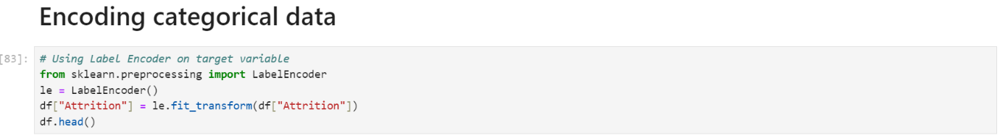 Encoding categorical data
[83]: # Using Label Encoder on target variable
from sklearn.preprocessing import LabelEncoder
le = LabelEncoder()
df["Attrition"] = le.fit_transform(df["Attrition"])
df.head()